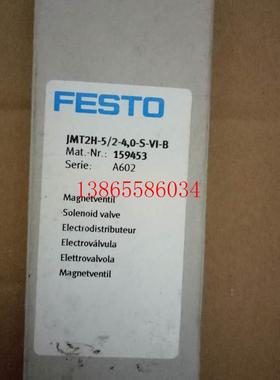 FESTO
JMT2H-5/2-4,0-S-VI-B
Mat.-Nr.: 159453
Serie: A602
13865586034
Magnetventil
Solenoid valve
Electrodistributeur
Electroválvula
Elettrovalvola
Magnetventil